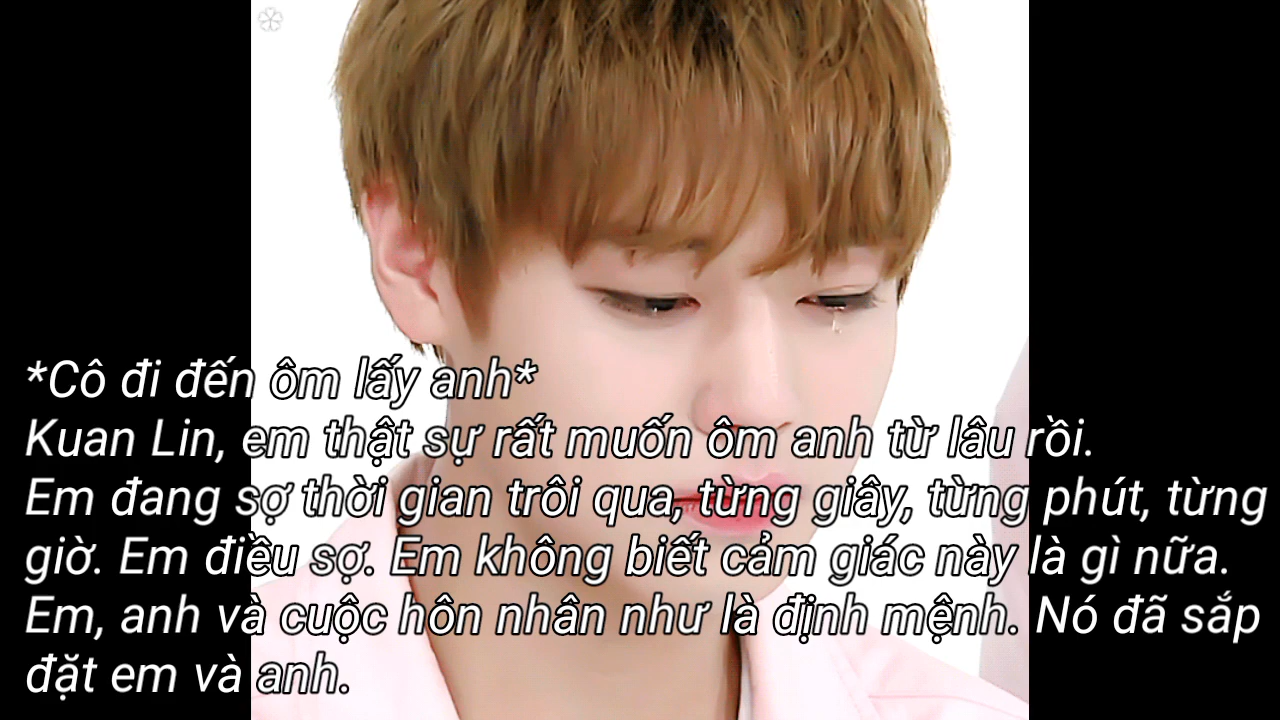 *Cô đi đến ôm lấy anh*
Kuan Lin, em thật sự rất muốn ôm anh từ lâu rồi.
Em đang sợ thời gian trôi qua, từng giây, từng phút, từng
giờ. Em điều sợ. Em không biết cảm giác này là gì nữa.
Em, anh và cuộc hôn nhân như là định mệnh. Nó đã sắp
đặt em và anh.